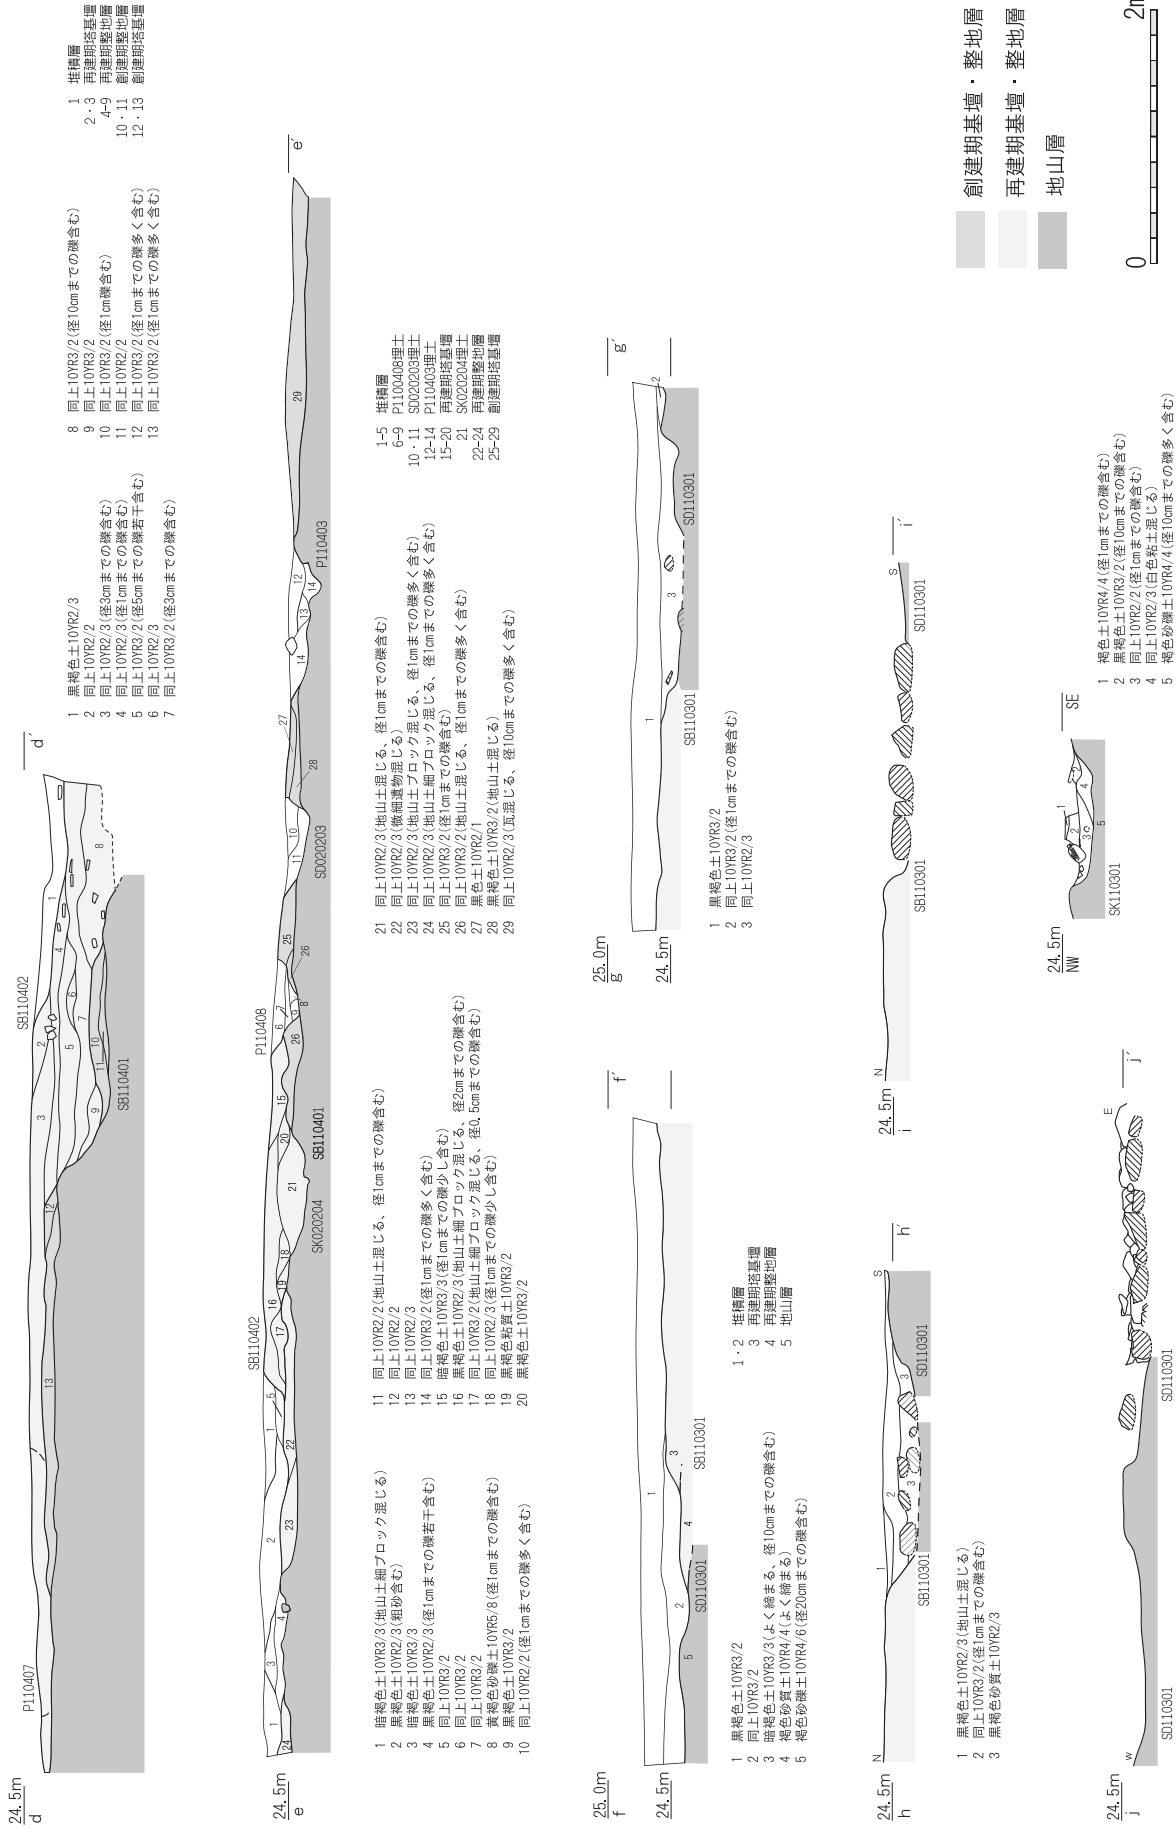 24.5m
d
d´
P110407
SB110402
SB110401
13
12
3
2
5
4
6
7
9
11
10
1
8
1 黒褐色土10YR2/3
2 同上10YR2/2
3 同上10YR2/3(径3cmまでの礫含む)
4 同上10YR2/3(径1cmまでの礫含む)
5 同上10YR3/2(径5cmまでの礫若干含む)
6 同上10YR2/3
7 同上10YR3/2(径3cmまでの礫含む)
8 同上10YR3/2(径10cmまでの礫含む)
9 同上10YR3/2
10 同上10YR3/2(径1cm礫含む)
11 同上10YR2/2
12 同上10YR3/2(径1cmまでの礫多く含む)
13 同上10YR3/2(径1cmまでの礫多く含む)
1 堆積層
2・3 再建期塔基壇
4-9 再建期整地層
10・11 創建期整地層
12・13 創建期塔基壇
24.5m
e
e´
SB110402
P110408
SK020204
SB110401
SD020203
P110403
24
1
3
4
2
23
1
5
22
16
17
19
18
21
20
15
6
7
26
9
8
25
26
11
10
28
27
14
13
12
14
29
1 暗褐色土10YR3/3(地山土細ブロック混じる)
2 黒褐色土10YR2/3(粗砂含む)
3 暗褐色土10YR3/3
4 黒褐色土10YR2/3(径1cmまでの礫若干含む)
5 同上10YR3/2
6 同上10YR3/2
7 同上10YR3/2
8 黄褐色砂礫土10YR5/8(径1cmまでの礫含む)
9 黒褐色土10YR3/2
10 同上10YR2/2(径1cmまでの礫多く含む)
11 同上10YR2/2(地山土混じる、径1cmまでの礫含む)
12 同上10YR2/2
13 同上10YR2/3
14 同上10YR3/2(径1cmまでの礫多く含む)
15 暗褐色土10YR3/3(径1cmまでの礫少し含む)
16 黒褐色土10YR2/3(地山土細ブロック混じる、径2cmまでの礫含む)
17 同上10YR3/2(地山土細ブロック混じる、径0.5cmまでの礫含む)
18 同上10YR2/3(径1cmまでの礫少し含む)
19 黒褐色粘質土10YR3/2
20 黒褐色土10YR3/2
21 同上10YR2/3(地山土混じる、径1cmまでの礫含む)
22 同上10YR2/3(微細遺物混じる)
23 同上10YR2/3(地山土ブロック混じる、径1cmまでの礫多く含む)
24 同上10YR2/3(地山土細ブロック混じる、径1cmまでの礫多く含む)
25 同上10YR3/2(径1cmまでの礫含む)
26 同上10YR3/2(地山土混じる、径1cmまでの礫多く含む)
27 黒色土10YR2/1
28 黒褐色土10YR3/2(地山土混じる)
29 同上10YR2/3(瓦混じる、径10cmまでの礫多く含む)
1-5 堆積層
6-9 P1100408埋土
10・11 SD020203埋土
12-14 P110403埋土
15-20 再建期塔基壇
21 SK020204埋土
22-24 再建期整地層
25-29 創建期塔基壇
25.0m
f
24.5m
f´
1
2
3
4
5
SD110301
SB110301
1 黒褐色土10YR3/2
2 同上10YR3/2
3 暗褐色土10YR3/3(よく締まる、径10cmまでの礫含む)
4 褐色砂質土10YR4/4(よく締まる)
5 褐色砂礫土10YR4/6(径20cmまでの礫含む)
1・2 堆積層
3 再建期塔基壇
4 再建期整地層
5 地山層
25.0m
g
24.5m
g´
1
3
2
SB110301
SD110301
1 黒褐色土10YR3/2
2 同上10YR3/2(径1cmまでの礫含む)
3 同上10YR2/3
24.5m
h
h´
N
S
1
2
3
3
SB110301
SD110301
1 黒褐色土10YR2/3(地山土混じる)
2 同上10YR3/2(径1cmまでの礫含む)
3 黒褐色砂質土10YR2/3
24.5m
i
i´
N
S
SB110301
SD110301
24.5m
j
j´
W
E
SD110301
SD110301
24.5m
NW
SE
1
2
2
3
4
5
SK110301
1 褐色土10YR4/4(径1cmまでの礫含む)
2 黒褐色土10YR3/2(径10cmまでの礫含む)
3 同上10YR2/2(径1cmまでの礫含む)
4 同上10YR2/3(白色粘土混じる)
5 褐色砂礫土10YR4/4(径10cmまでの礫多く含む)
創建期基壇・整地層
再建期基壇・整地層
地山層
0
2m